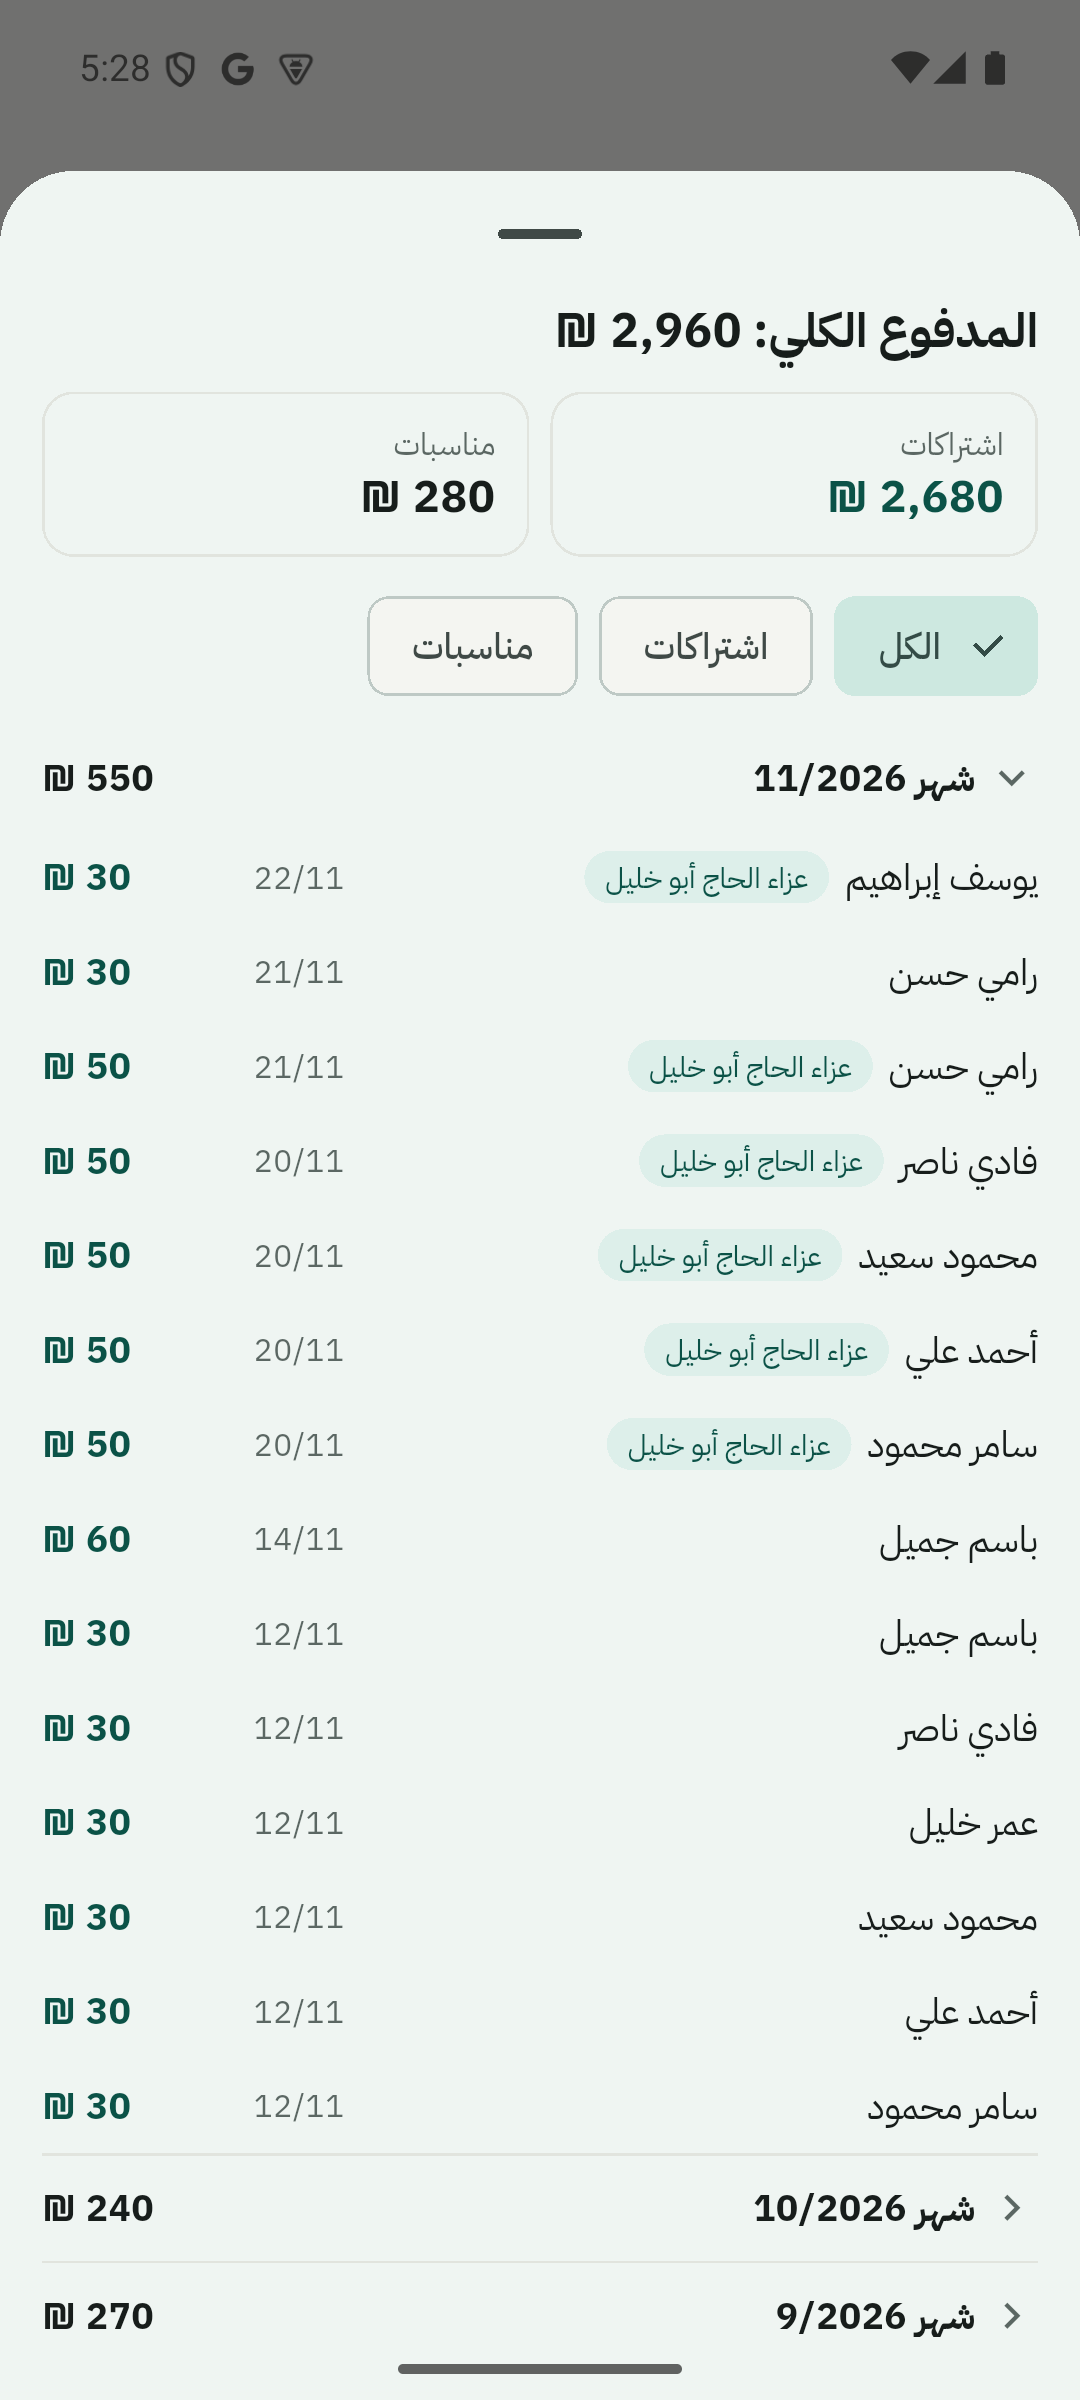 5:28
المدفوع الكلي: 2,960 ₪
اشتراكات
2,680 ₪
مناسبات
280 ₪
الكل
اشتراكات
مناسبات
شهر 11/2026 550 ₪
يوسف إبراهيم عزاء الحاج أبو خليل 22/11 30 ₪
رامي حسن 21/11 30 ₪
رامي حسن عزاء الحاج أبو خليل 21/11 50 ₪
فادي ناصر عزاء الحاج أبو خليل 20/11 50 ₪
محمود سعيد عزاء الحاج أبو خليل 20/11 50 ₪
أحمد علي عزاء الحاج أبو خليل 20/11 50 ₪
سامر محمود عزاء الحاج أبو خليل 20/11 50 ₪
باسم جميل 14/11 60 ₪
باسم جميل 12/11 30 ₪
فادي ناصر 12/11 30 ₪
عمر خليل 12/11 30 ₪
محمود سعيد 12/11 30 ₪
أحمد علي 12/11 30 ₪
سامر محمود 12/11 30 ₪
شهر 10/2026 240 ₪
شهر 9/2026 270 ₪